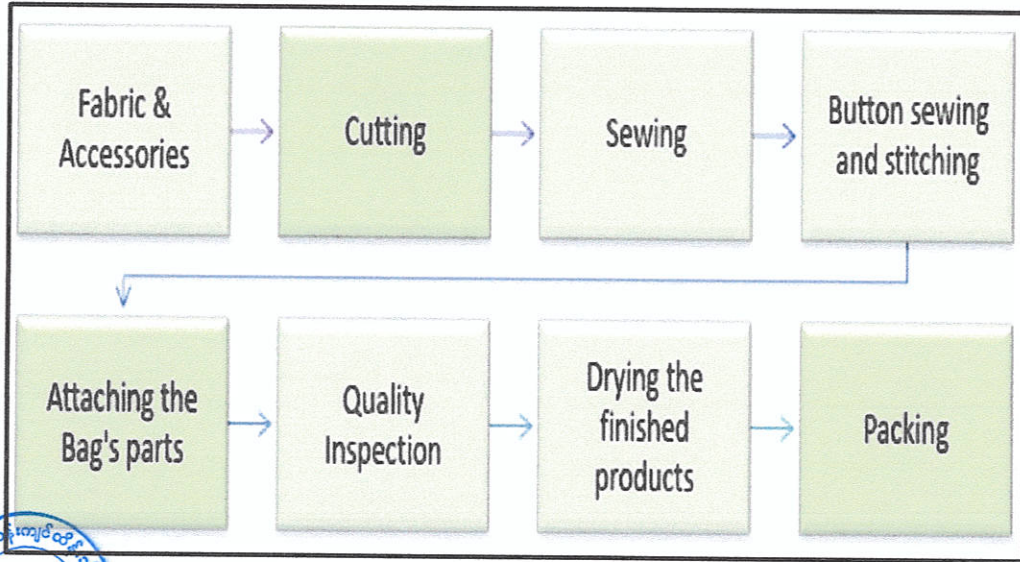 Fabric &
Accessories
Cutting
Sewing
Button sewing
and stitching
Attaching the
Bag's parts
Quality
Inspection
Drying the
finished
products
Packing